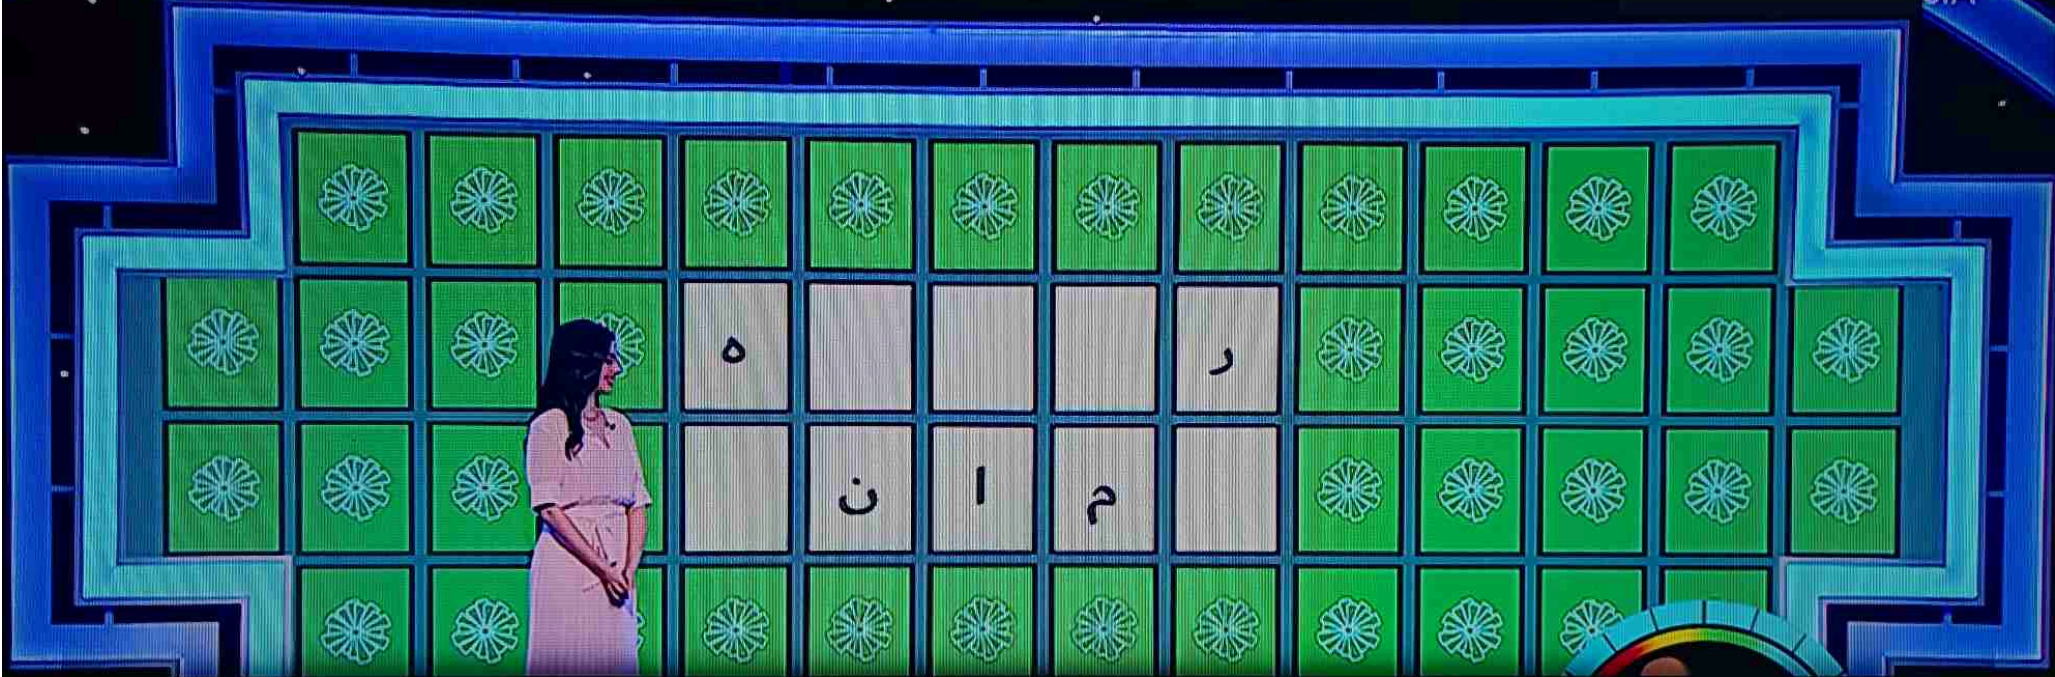 ر ه
م ا ن